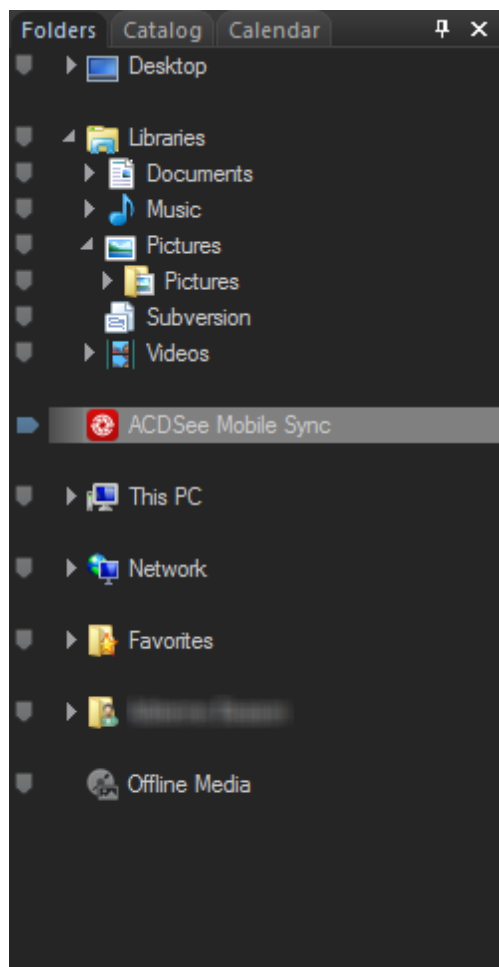 Folders Catalog Calendar
Desktop
Libraries
Documents
Music
Pictures
Pictures
Subversion
Videos
ACDSee Mobile Sync
This PC
Network
Favorites
Offline Media